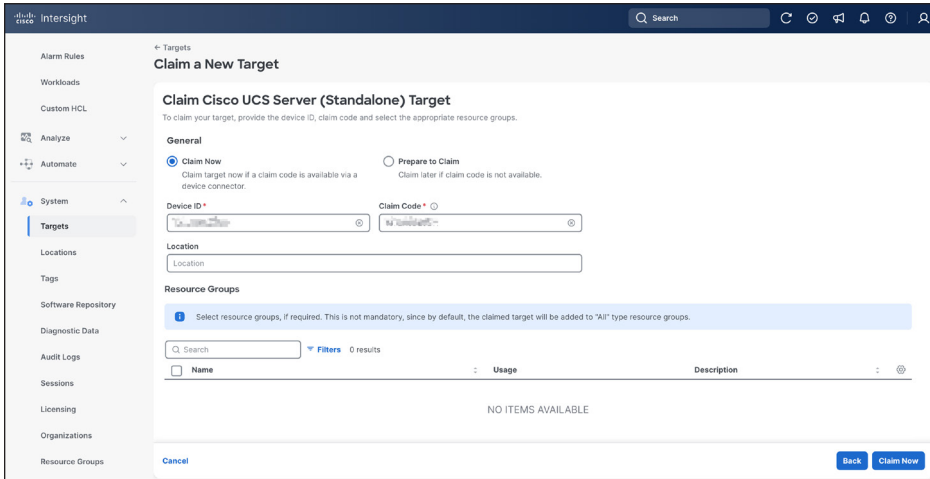 cisco Intersight
Search
Alarm Rules
Workloads
Custom HCL
Analyze
Automate
System
Targets
Locations
Tags
Software Repository
Diagnostic Data
Audit Logs
Sessions
Licensing
Organizations
Resource Groups
← Targets
Claim a New Target
Claim Cisco UCS Server (Standalone) Target
To claim your target, provide the device ID, claim code and select the appropriate resource groups.
General
Claim Now
Claim target now if a claim code is available via a
device connector.
Prepare to Claim
Claim later if claim code is not available.
Device ID *
Claim Code *
Location
Location
Resource Groups
Select resource groups, if required. This is not mandatory, since by default, the claimed target will be added to "All" type resource groups.
Search
Filters 0 results
Name Usage Description
NO ITEMS AVAILABLE
Cancel Back Claim Now